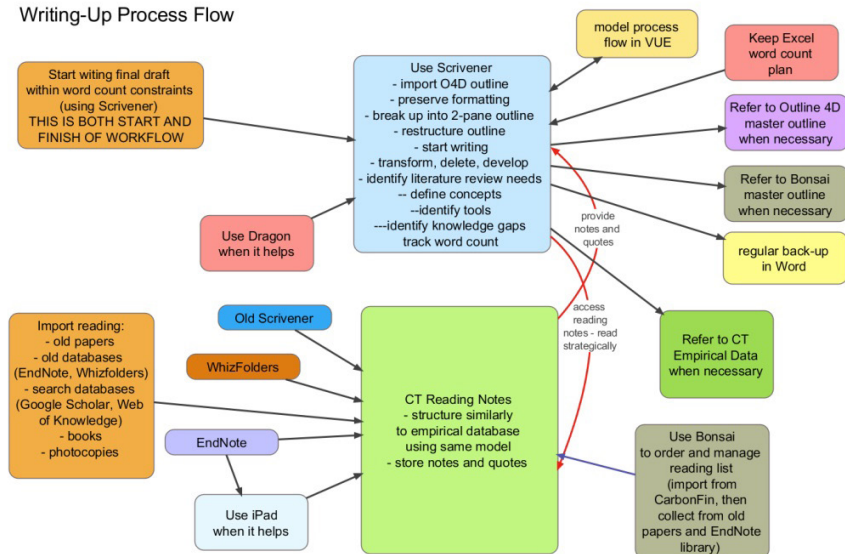 Writing-Up Process Flow
Start witing final draft
within word count constraints
(using Scrivener)
THIS IS BOTH START AND
FINISH OF WORKFLOW
Use Scrivener
- import O4D outline
- preserve formatting
- break up into 2-pane outline
- restructure outline
- start writing
- transform, delete, develop
- identify literature review needs
-- define concepts
--identify tools
---identify knowledge gaps
track word count
model process
flow in VUE
Keep Excel
word count
plan
Refer to Outline 4D
master outline
when necessary
Refer to Bonsai
master outline
when necessary
regular back-up
in Word
Use Dragon
when it helps
provide
notes and
quotes
access
reading
notes - read
strategically
Refer to CT
Empirical Data
when necessary
Import reading:
- old papers
- old databases
(EndNote, Whizfolders)
- search databases
(Google Scholar, Web
of Knowledge)
- books
- photocopies
Old Scrivener
WhizFolders
EndNote
Use iPad
when it helps
CT Reading Notes
- structure similarly
to empirical database
using same model
- store notes and quotes
Use Bonsai
to order and manage
reading list
(import from
CarbonFin, then
collect from old
papers and EndNote
library)